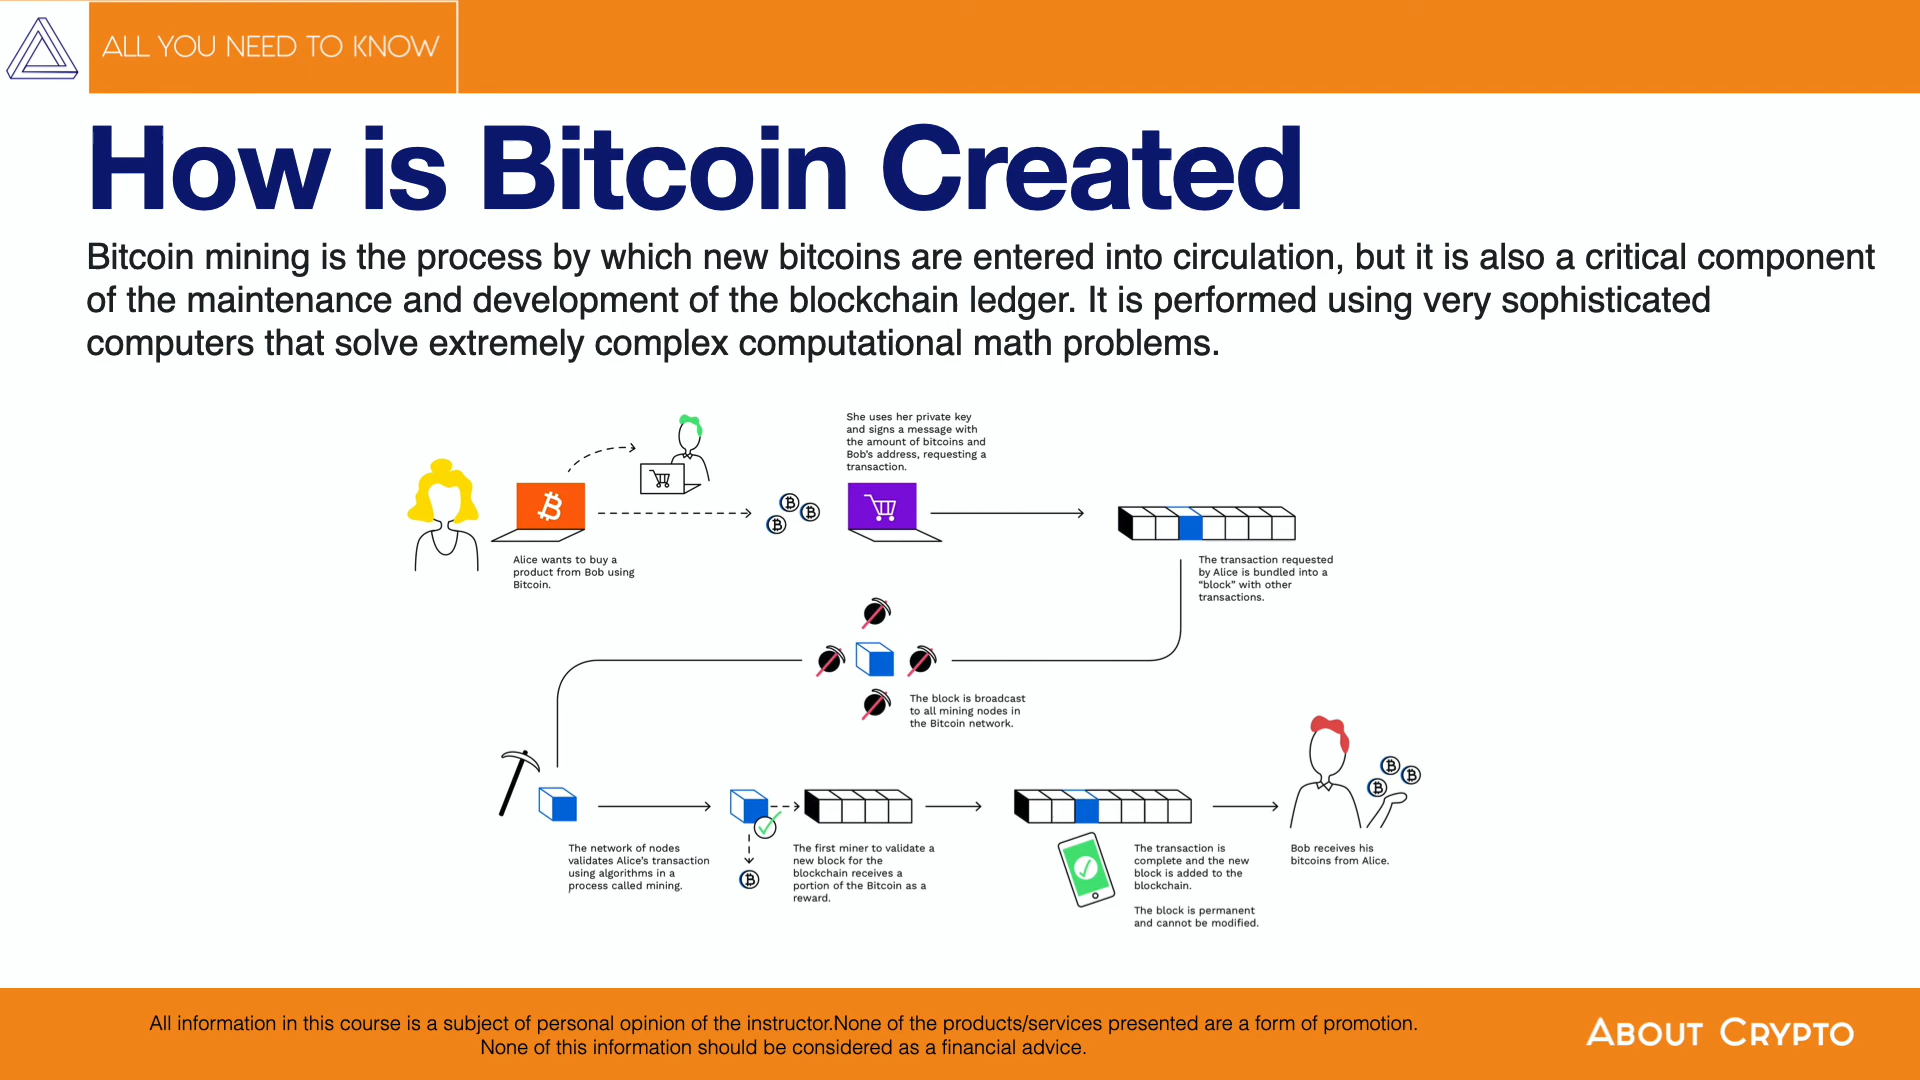 ALL YOU NEED TO KNOW
How is Bitcoin Created
Bitcoin mining is the process by which new bitcoins are entered into circulation, but it is also a critical component
of the maintenance and development of the blockchain ledger. It is performed using very sophisticated
computers that solve extremely complex computational math problems.
She uses her private key
and signs a message with
the amount of bitcoins and
Bob's address, requesting a
transaction.
Alice wants to buy a
product from Bob using
Bitcoin.
The transaction requested
by Alice is bundled into a
“block” with other
transactions.
The block is broadcast
to all mining nodes in
the Bitcoin network.
The network of nodes
validates Alice's transaction
using algorithms in a
process called mining.
The first miner to validate a
new block for the
blockchain receives a
portion of the Bitcoin as a
reward.
The transaction is
complete and the new
block is added to the
blockchain.
The block is permanent
and cannot be modified.
Bob receives his
bitcoins from Alice.
All information in this course is a subject of personal opinion of the instructor.None of the products/services presented are a form of promotion.
None of this information should be considered as a financial advice.
ABOUT CRYPTO